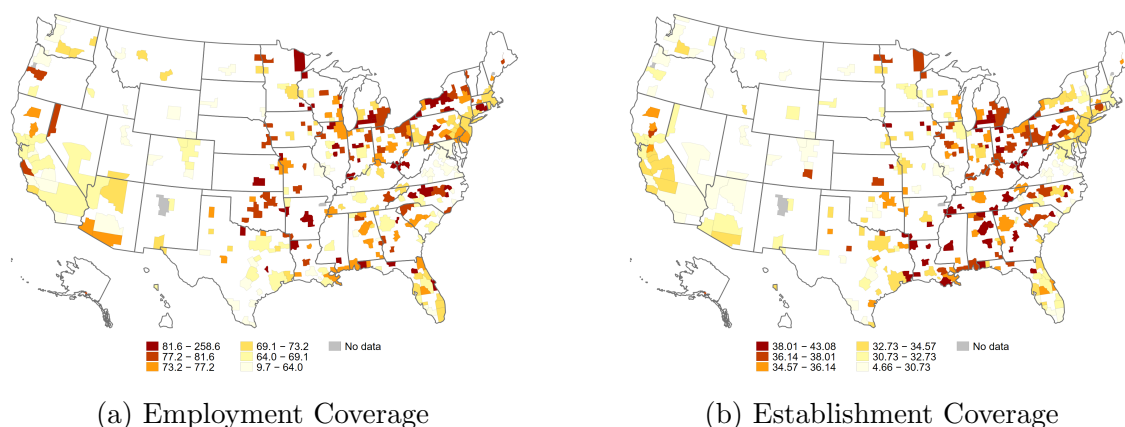 81.6 − 258.6 69.1 − 73.2 No data
77.2 − 81.6 64.0 − 69.1
73.2 − 77.2 9.7 − 64.0
(a) Employment Coverage
38.01 − 43.08 32.73 − 34.57 No data
36.14 − 38.01 30.73 − 32.73
34.57 − 36.14 4.66 − 30.73
(b) Establishment Coverage